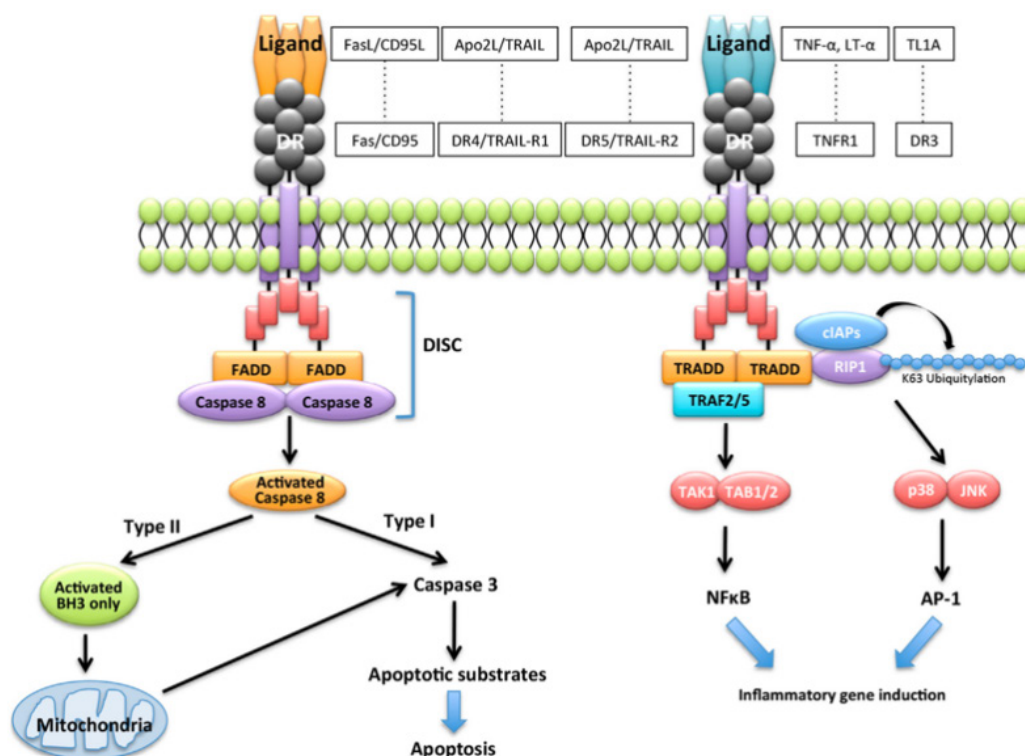 Ligand
FasL/CD95L
Apo2L/TRAIL
Apo2L/TRAIL
Ligand
TNF-α, LT-α
TL1A
DR
Fas/CD95
DR4/TRAIL-R1
DR5/TRAIL-R2
DR
TNFR1
DR3
DISC
FADD
FADD
Caspase 8
Caspase 8
cIAPs
TRADD
TRADD
RIP1
K63 Ubiquitylation
TRAF2/5
Activated
Caspase 8
TAK1
TAB1/2
p38
JNK
Type II
Type I
Activated
BH3 only
Caspase 3
NFκB
AP-1
Apoptotic substrates
Mitochondria
Inflammatory gene induction
Apoptosis